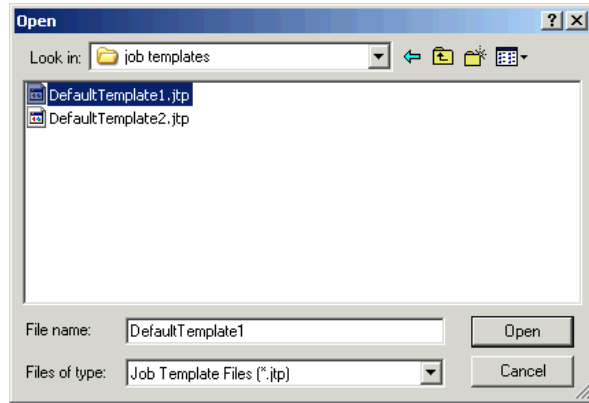 Open
Look in: job templates
DefaultTemplate1.jtp
DefaultTemplate2.jtp
File name: DefaultTemplate1 Open
Files of type: Job Template Files (*.jtp) Cancel